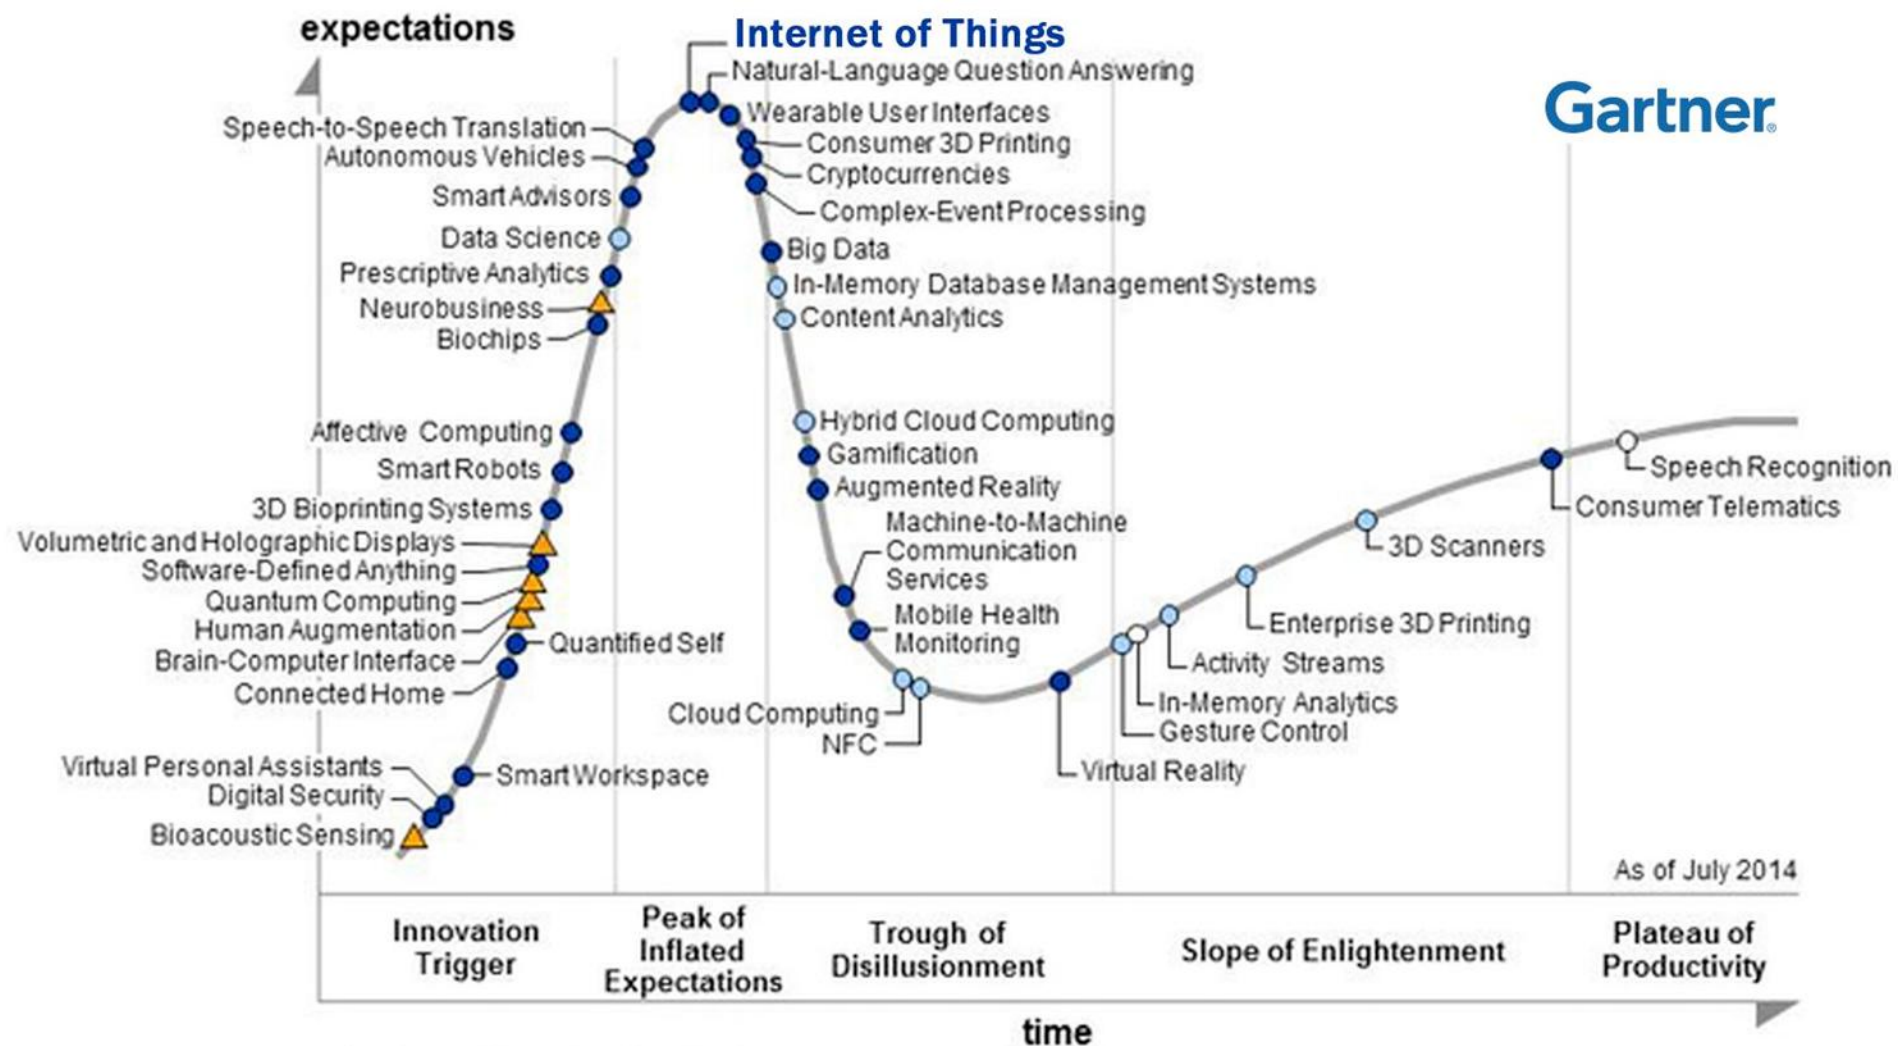 expectations
Internet of Things
Natural-Language Question Answering
Gartner®
Wearable User Interfaces
Speech-to-Speech Translation
Consumer 3D Printing
Autonomous Vehicles
Cryptocurrencies
Smart Advisors
Complex-Event Processing
Data Science
Big Data
Prescriptive Analytics
In-Memory Database Management Systems
Neurobusiness
Content Analytics
Biochips
Hybrid Cloud Computing
Affective Computing
Gamification
Smart Robots
Speech Recognition
Augmented Reality
3D Bioprinting Systems
Consumer Telematics
Machine-to-Machine
Communication
Services
Volumetric and Holographic Displays
3D Scanners
Software-Defined Anything
Quantum Computing
Mobile Health
Monitoring
Enterprise 3D Printing
Human Augmentation
Quantified Self
Brain-Computer Interface
Activity Streams
Connected Home
In-Memory Analytics
Cloud Computing
Gesture Control
NFC
Virtual Personal Assistants
Smart Workspace
Virtual Reality
Digital Security
Bioacoustic Sensing
As of July 2014
Innovation
Trigger
Peak of
Inflated
Expectations
Trough of
Disillusionment
Slope of Enlightenment
Plateau of
Productivity
time